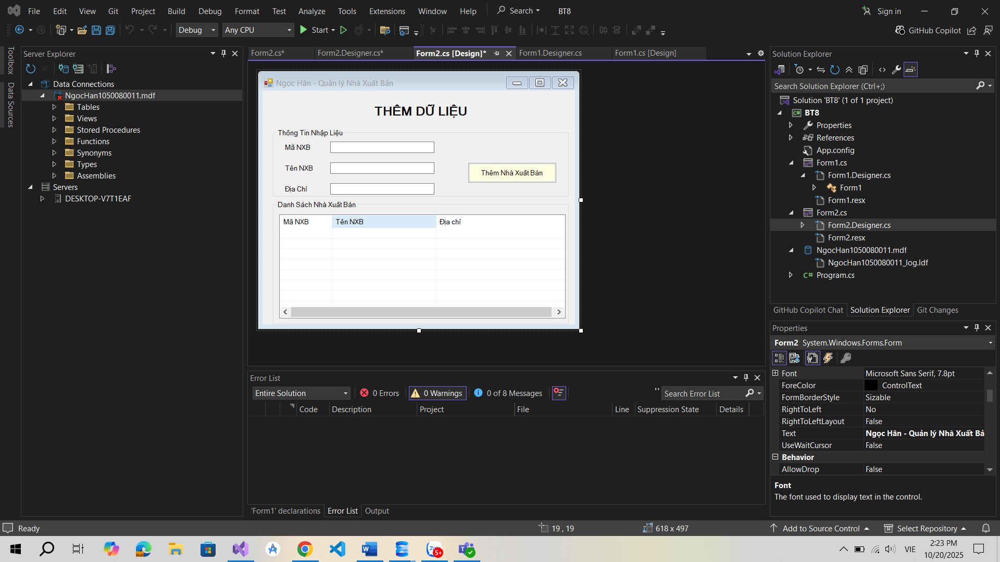 File Edit View Git Project Build Debug Format Test Analyze Tools Extensions Window Help Search BT8 Sign in
Debug Any CPU Start GitHub Copilot
Toolbox
Data Sources
Server Explorer
Data Connections
NgocHan1050080011.mdf
Tables
Views
Stored Procedures
Functions
Synonyms
Types
Assemblies
Servers
DESKTOP-V7T1EAF
Form2.cs* Form2.Designer.cs* Form2.cs [Design]* Form1.Designer.cs Form1.cs [Design]
Ngọc Hân - Quản lý Nhà Xuất Bản
THÊM DỮ LIỆU
Thông Tin Nhập Liệu
Mã NXB
Tên NXB
Thêm Nhà Xuất Bản
Địa Chỉ
Danh Sách Nhà Xuất Bản
Mã NXB Tên NXB Địa chỉ
Error List
Entire Solution 0 Errors 0 Warnings 0 of 8 Messages Search Error List
Code Description Project File Line Suppression State Details
'Form1' declarations Error List Output
Solution Explorer
Search Solution Explorer (Ctrl+;)
Solution 'BT8' (1 of 1 project)
C# BT8
Properties
References
App.config
Form1.cs
Form1.Designer.cs
Form1
Form1.resx
Form2.cs
Form2.Designer.cs
Form2.resx
NgocHan1050080011.mdf
NgocHan1050080011_log.ldf
C# Program.cs
GitHub Copilot Chat Solution Explorer Git Changes
Properties
Form2 System.Windows.Forms.Form
Font Microsoft Sans Serif, 7.8pt
ForeColor ControlText
FormBorderStyle Sizable
RightToLeft No
RightToLeftLayout False
Text Ngọc Hân - Quản lý Nhà Xuất Bả
UseWaitCursor False
Behavior
AllowDrop False
Font
The font used to display text in the control.
Ready 19 , 19 618 x 497 Add to Source Control Select Repository
5+ VIE 2:23 PM
10/20/2025